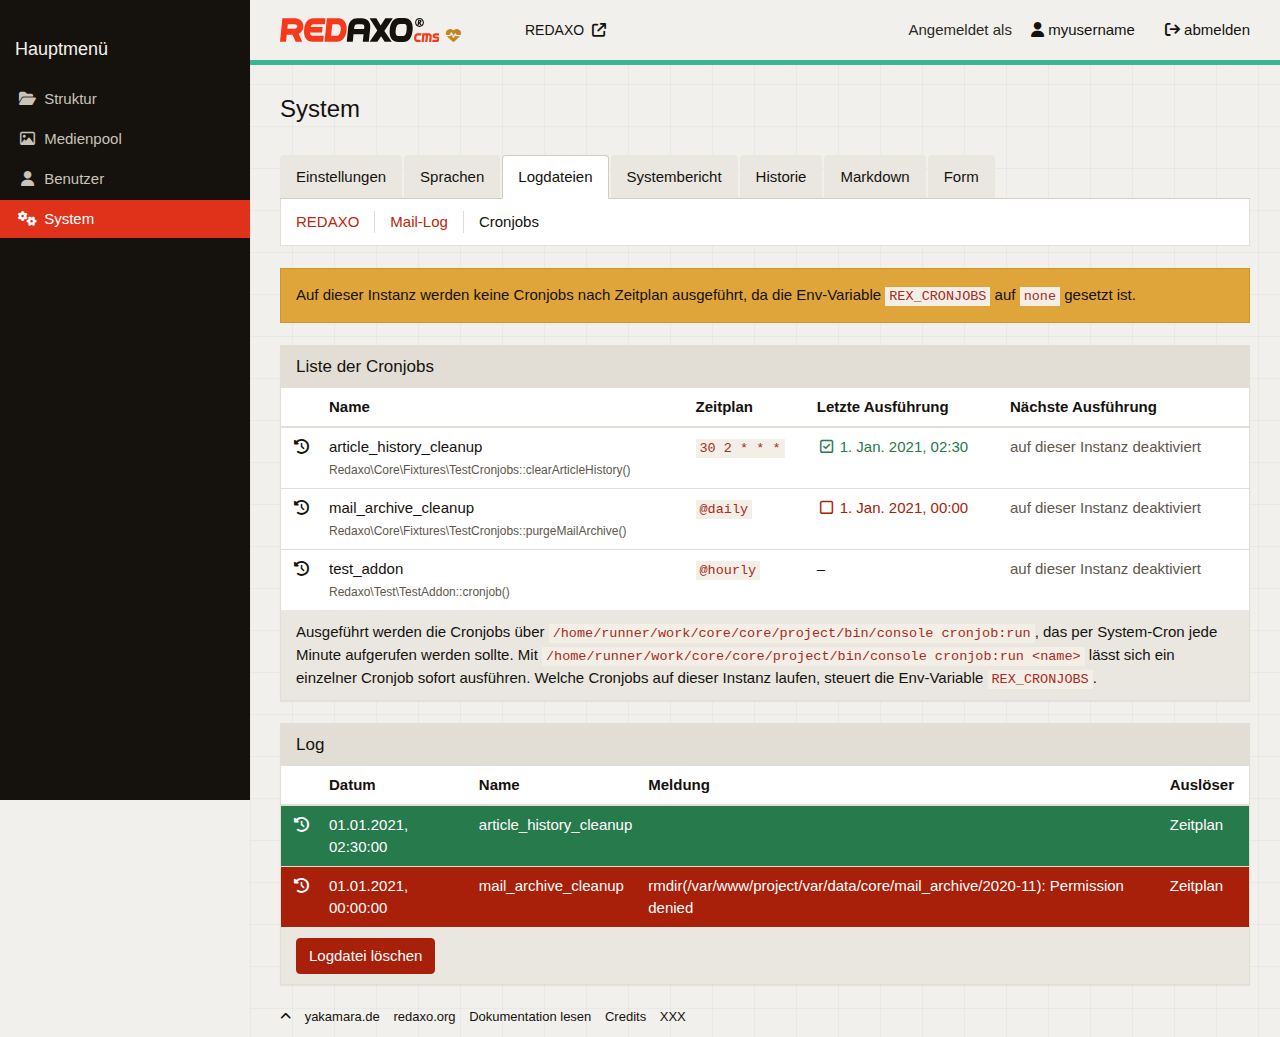 Hauptmenü
Struktur
Medienpool
Benutzer
System
REDAXO® cms
REDAXO
Angemeldet als myusername abmelden
System
Einstellungen Sprachen Logdateien Systembericht Historie Markdown Form
REDAXO Mail-Log Cronjobs
Auf dieser Instanz werden keine Cronjobs nach Zeitplan ausgeführt, da die Env-Variable REX_CRONJOBS auf none gesetzt ist.
Liste der Cronjobs
Name Zeitplan Letzte Ausführung Nächste Ausführung
article_history_cleanup 30 2 * * * 1. Jan. 2021, 02:30 auf dieser Instanz deaktiviert
Redaxo\Core\Fixtures\TestCronjobs::clearArticleHistory()
mail_archive_cleanup @daily 1. Jan. 2021, 00:00 auf dieser Instanz deaktiviert
Redaxo\Core\Fixtures\TestCronjobs::purgeMailArchive()
test_addon @hourly – auf dieser Instanz deaktiviert
Redaxo\Test\TestAddon::cronjob()
Ausgeführt werden die Cronjobs über /home/runner/work/core/core/project/bin/console cronjob:run, das per System-Cron jede
Minute aufgerufen werden sollte. Mit /home/runner/work/core/core/project/bin/console cronjob:run <name> lässt sich ein
einzelner Cronjob sofort ausführen. Welche Cronjobs auf dieser Instanz laufen, steuert die Env-Variable REX_CRONJOBS.
Log
Datum Name Meldung Auslöser
01.01.2021, article_history_cleanup Zeitplan
02:30:00
01.01.2021, mail_archive_cleanup rmdir(/var/www/project/var/data/core/mail_archive/2020-11): Permission Zeitplan
00:00:00 denied
Logdatei löschen
yakamara.de redaxo.org Dokumentation lesen Credits XXX